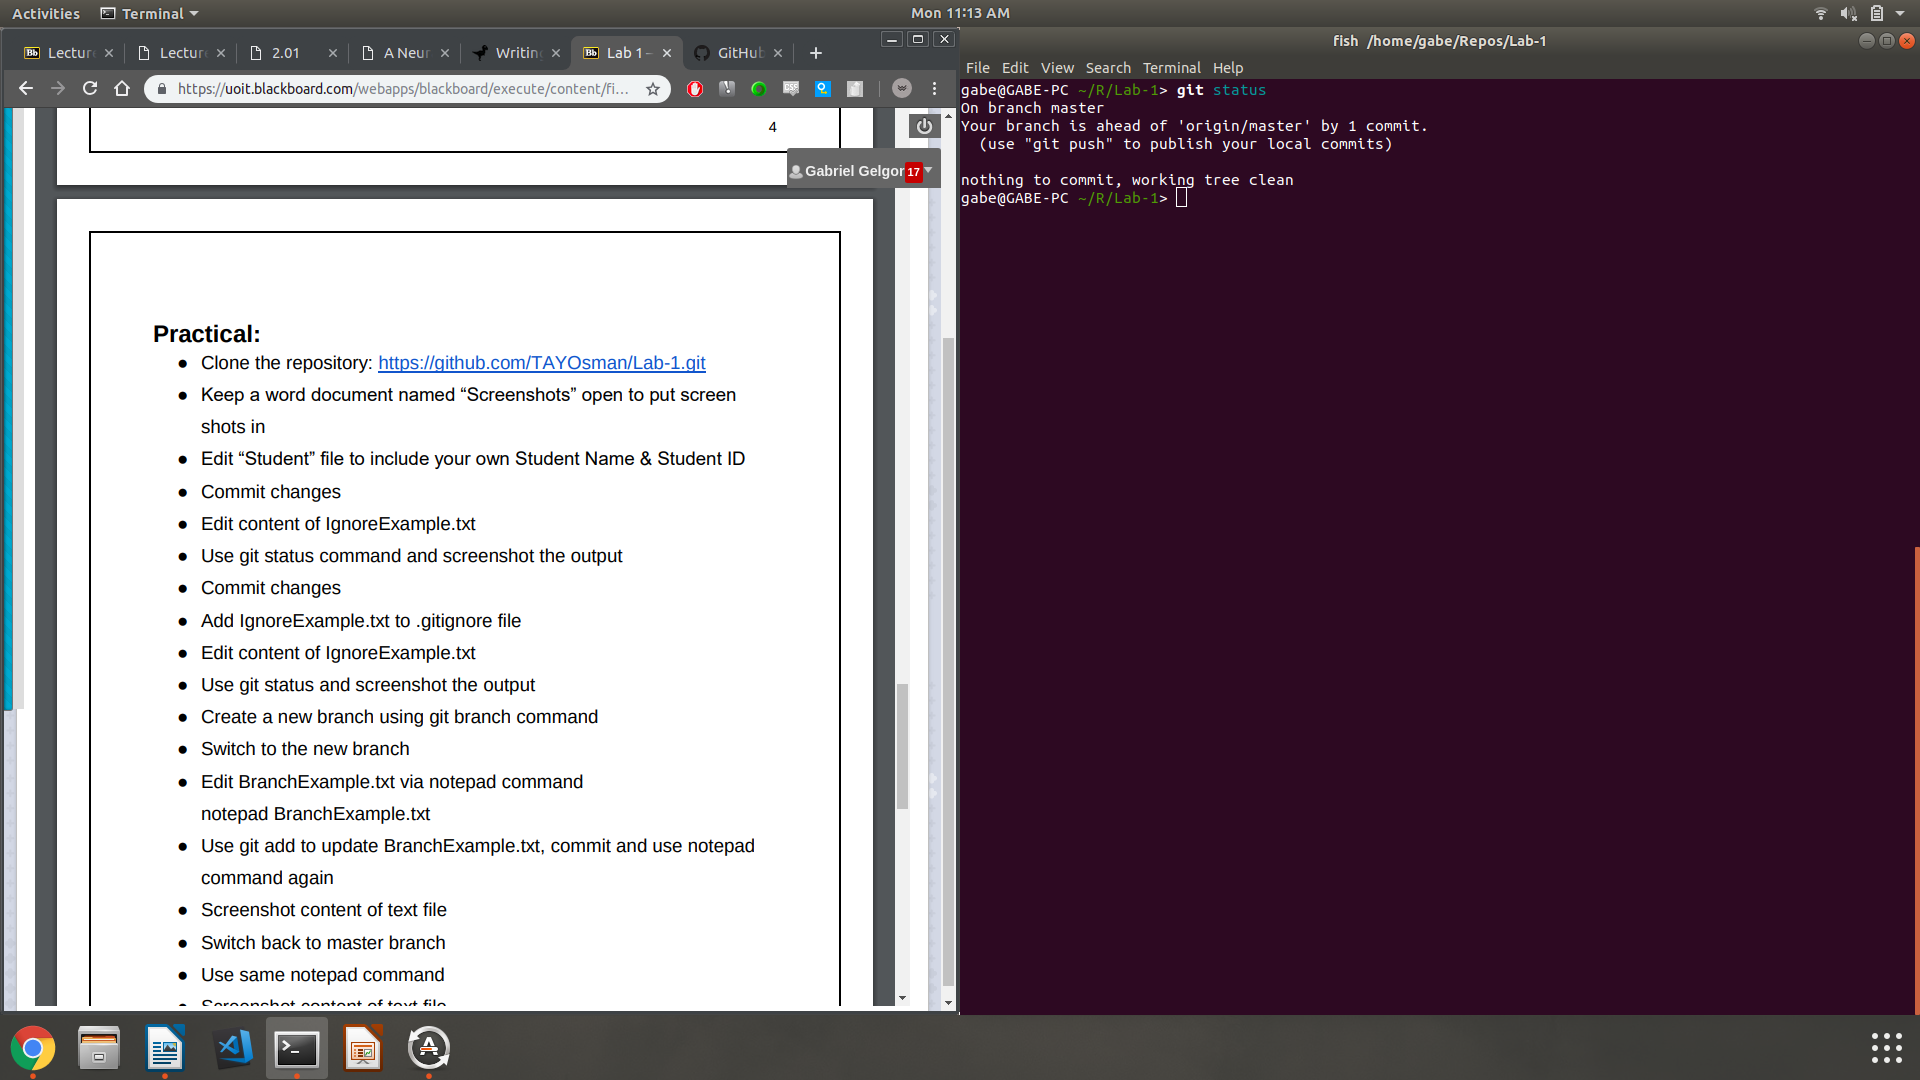 Activities Terminal Mon 11:13 AM
Bb Lectur Lectur 2.01 A Neur Writin Bb Lab 1 – GitHub
https://uoit.blackboard.com/webapps/blackboard/execute/content/fi...
4
Gabriel Gelgor 17
Practical:
● Clone the repository: https://github.com/TAYOsman/Lab-1.git
● Keep a word document named “Screenshots” open to put screen
shots in
● Edit “Student” file to include your own Student Name & Student ID
● Commit changes
● Edit content of IgnoreExample.txt
● Use git status command and screenshot the output
● Commit changes
● Add IgnoreExample.txt to .gitignore file
● Edit content of IgnoreExample.txt
● Use git status and screenshot the output
● Create a new branch using git branch command
● Switch to the new branch
● Edit BranchExample.txt via notepad command
notepad BranchExample.txt
● Use git add to update BranchExample.txt, commit and use notepad
command again
● Screenshot content of text file
● Switch back to master branch
● Use same notepad command
● Screenshot content of text file
fish /home/gabe/Repos/Lab-1
File Edit View Search Terminal Help
gabe@GABE-PC ~/R/Lab-1> git status
On branch master
Your branch is ahead of 'origin/master' by 1 commit.
(use "git push" to publish your local commits)
nothing to commit, working tree clean
gabe@GABE-PC ~/R/Lab-1>